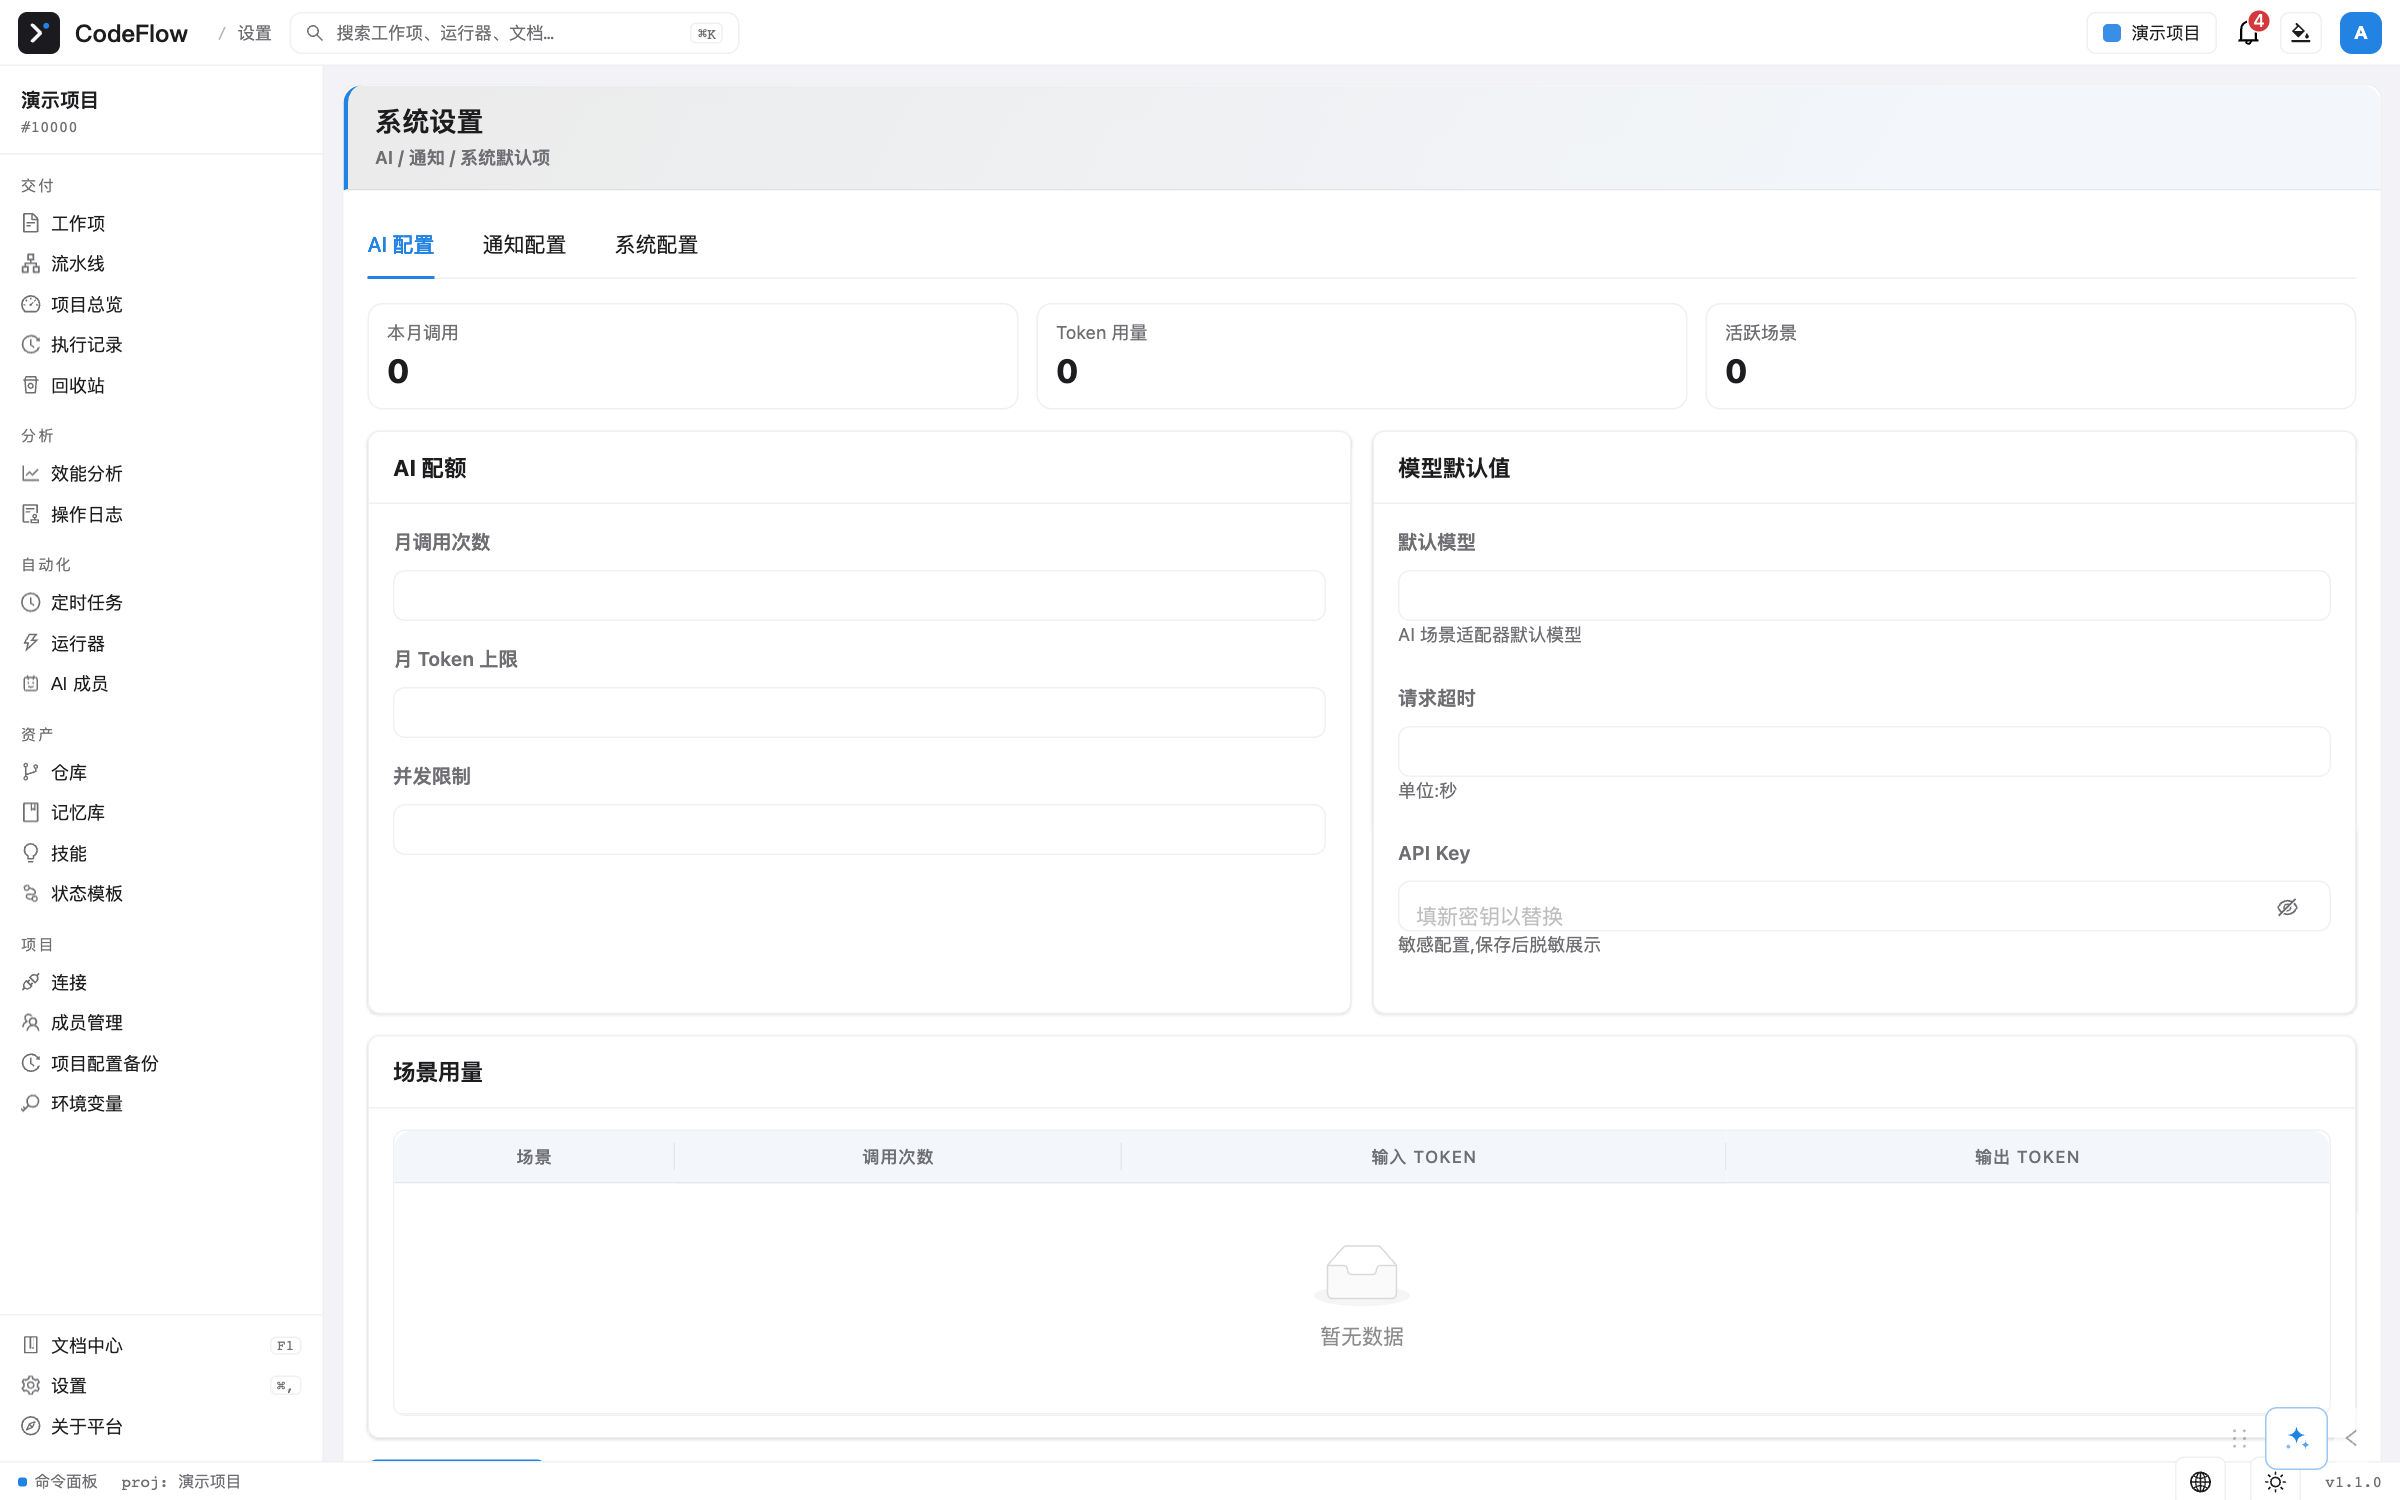 CodeFlow / 设置 搜索工作项、运行器、文档... ⌘K 演示项目 4 A
演示项目
#10000
交付
工作项
流水线
项目总览
执行记录
回收站
分析
效能分析
操作日志
自动化
定时任务
运行器
AI 成员
资产
仓库
记忆库
技能
状态模板
项目
连接
成员管理
项目配置备份
环境变量
文档中心 F1
设置 ⌘,
关于平台
系统设置
AI / 通知 / 系统默认项
AI 配置 通知配置 系统配置
本月调用
0
Token 用量
0
活跃场景
0
AI 配额
月调用次数
月 Token 上限
并发限制
模型默认值
默认模型
AI 场景适配器默认模型
请求超时
单位:秒
API Key
填新密钥以替换
敏感配置,保存后脱敏展示
场景用量
场景 调用次数 输入 TOKEN 输出 TOKEN
暂无数据
命令面板 proj: 演示项目 v1.1.0